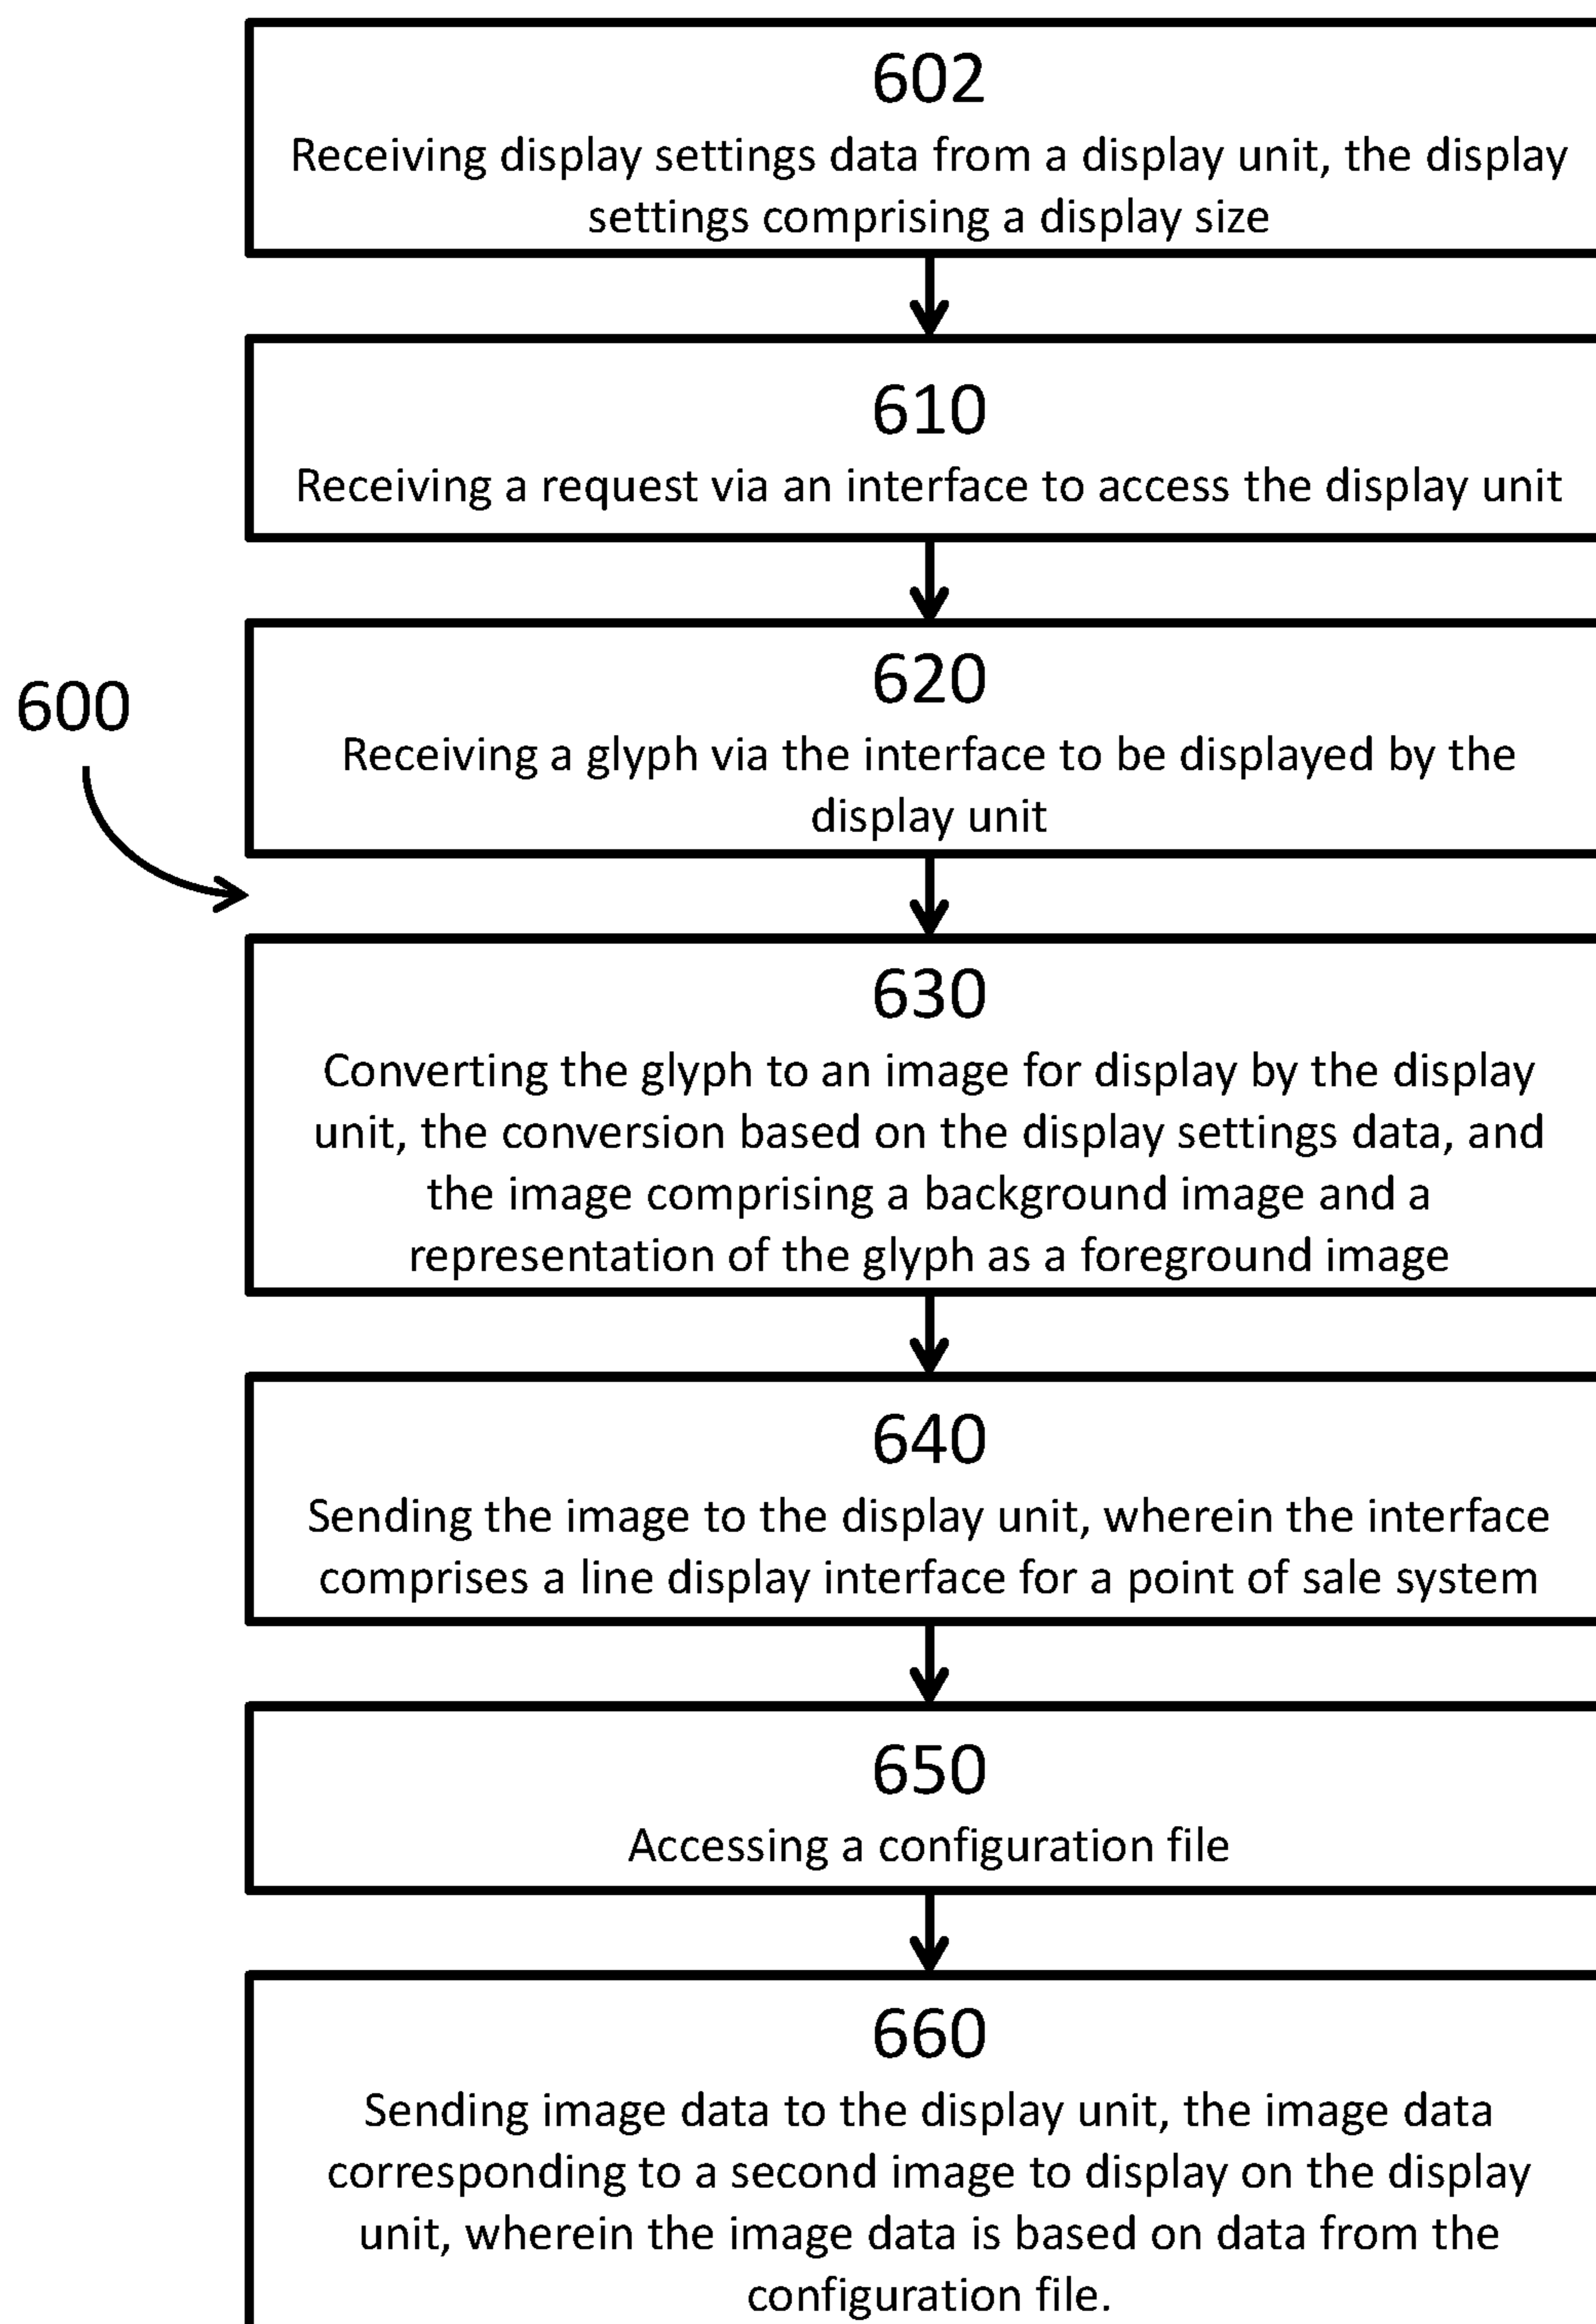 602
Receiving display settings data from a display unit, the display
settings comprising a display size
610
Receiving a request via an interface to access the display unit
620
Receiving a glyph via the interface to be displayed by the
display unit
600
630
Converting the glyph to an image for display by the display
unit, the conversion based on the display settings data, and
the image comprising a background image and a
representation of the glyph as a foreground image
640
Sending the image to the display unit, wherein the interface
comprises a line display interface for a point of sale system
650
Accessing a configuration file
660
Sending image data to the display unit, the image data
corresponding to a second image to display on the display
unit, wherein the image data is based on data from the
configuration file.